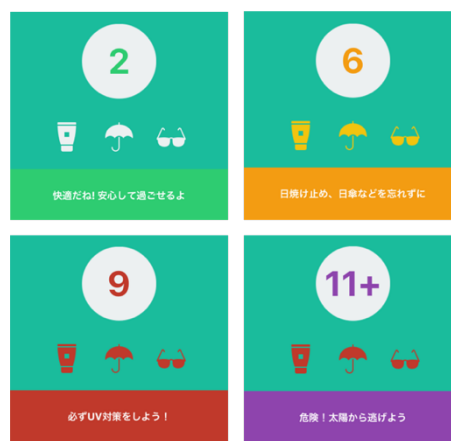 2
快適だね! 安心して過ごせるよ
6
日焼け止め、日傘などを忘れずに
9
必ずUV対策をしよう！
11+
危険！太陽から逃げよう